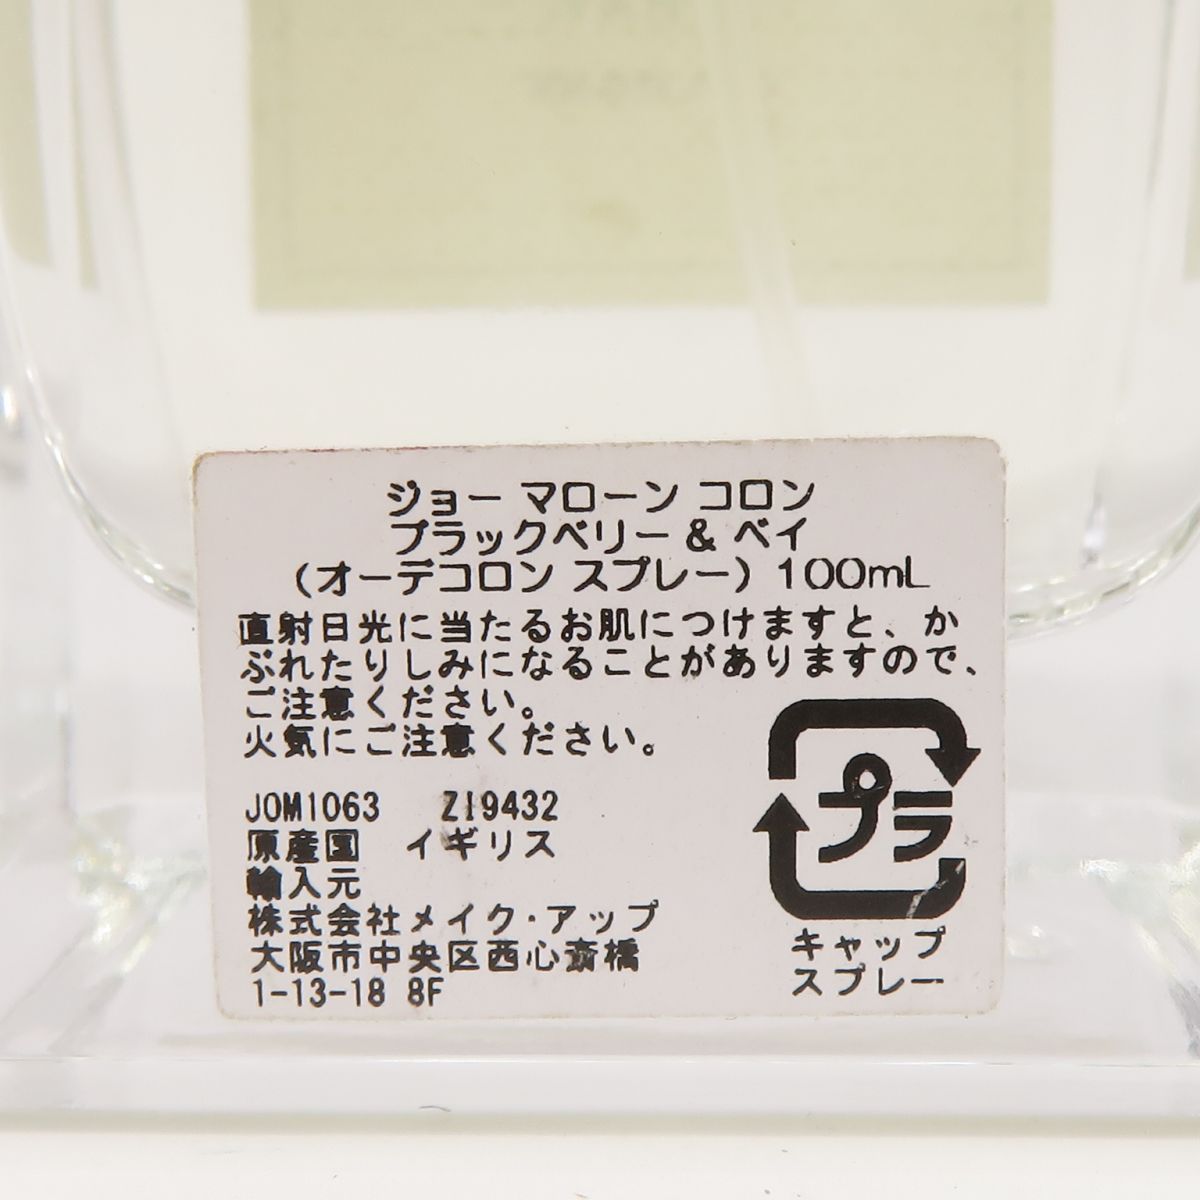 ジョー マローン コロン
ブラックベリー & ベイ
（オーデコロン スプレー）100mL
直射日光に当たるお肌につけますと、か
ぶれたりしみになることがありますので、
ご注意ください。
火気にご注意ください。
JOM1063 ZI9432
原産国 イギリス
輸入元
株式会社メイク・アップ
大阪市中央区西心斎橋
1-13-18 8F
プラ
キャップ
スプレー